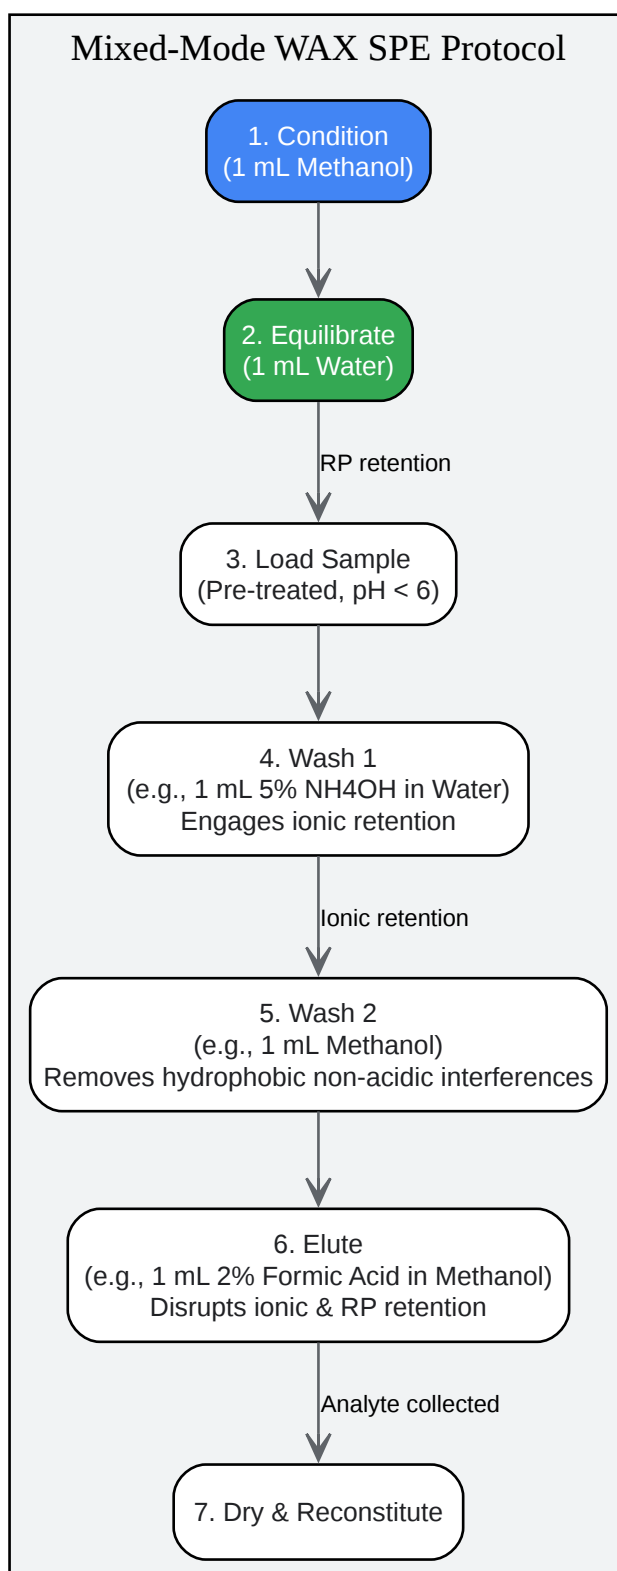 Mixed-Mode WAX SPE Protocol
1. Condition
(1 mL Methanol)
2. Equilibrate
(1 mL Water)
RP retention
3. Load Sample
(Pre-treated, pH < 6)
4. Wash 1
(e.g., 1 mL 5% NH4OH in Water)
Engages ionic retention
Ionic retention
5. Wash 2
(e.g., 1 mL Methanol)
Removes hydrophobic non-acidic interferences
6. Elute
(e.g., 1 mL 2% Formic Acid in Methanol)
Disrupts ionic & RP retention
Analyte collected
7. Dry & Reconstitute